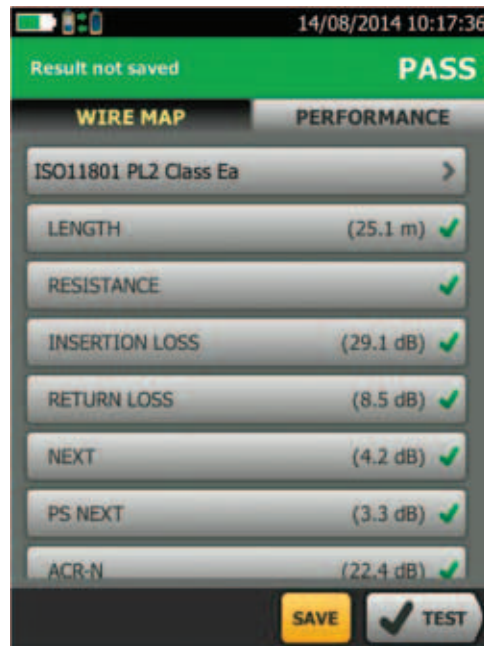 14/08/2014 10:17:36
Result not saved PASS
WIRE MAP PERFORMANCE
ISO11801 PL2 Class Ea
LENGTH (25.1 m)
RESISTANCE
INSERTION LOSS (29.1 dB)
RETURN LOSS (8.5 dB)
NEXT (4.2 dB)
PS NEXT (3.3 dB)
ACR-N (22.4 dB)
SAVE TEST